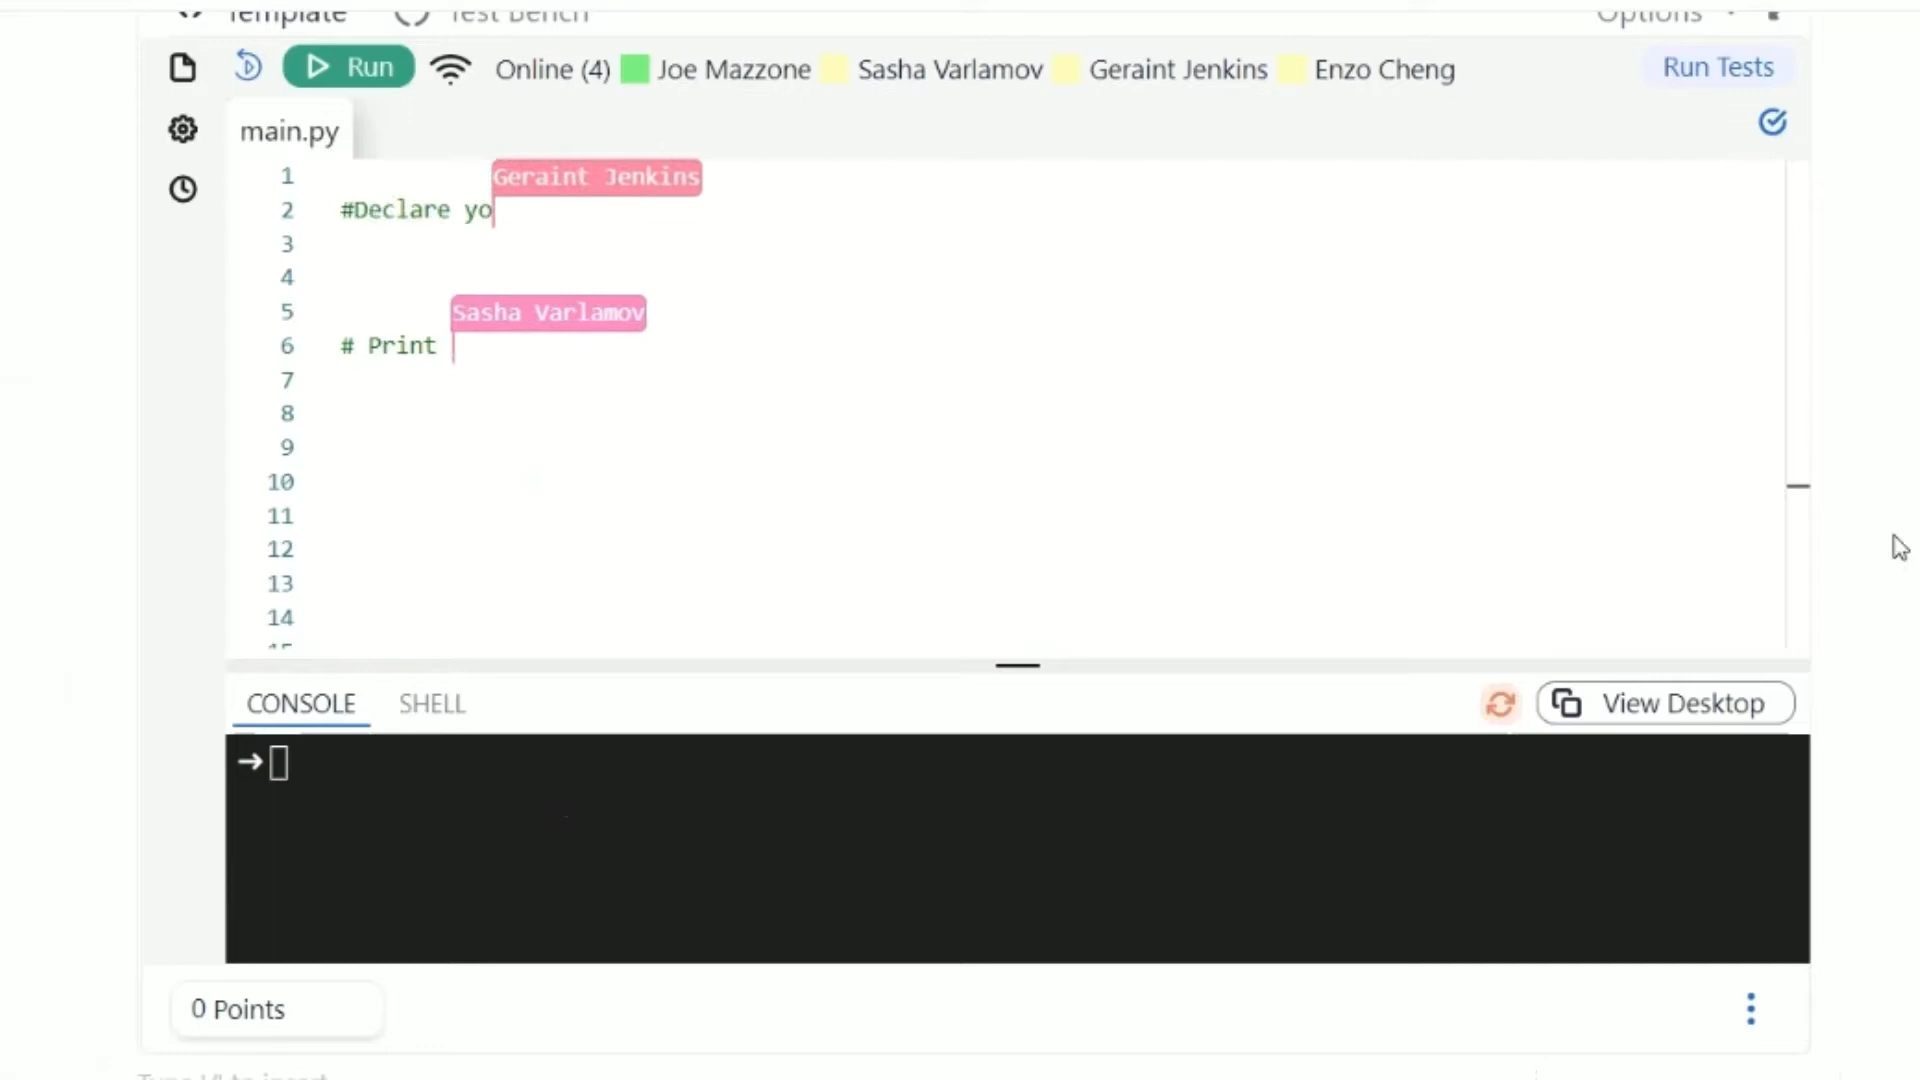 Template Test Bench Options
Run Online (4) Joe Mazzone Sasha Varlamov Geraint Jenkins Enzo Cheng Run Tests
main.py
1 Geraint Jenkins
2 #Declare yo
3
4
5 Sasha Varlamov
6 # Print
7
8
9
10
11
12
13
14
15
CONSOLE SHELL View Desktop
0 Points